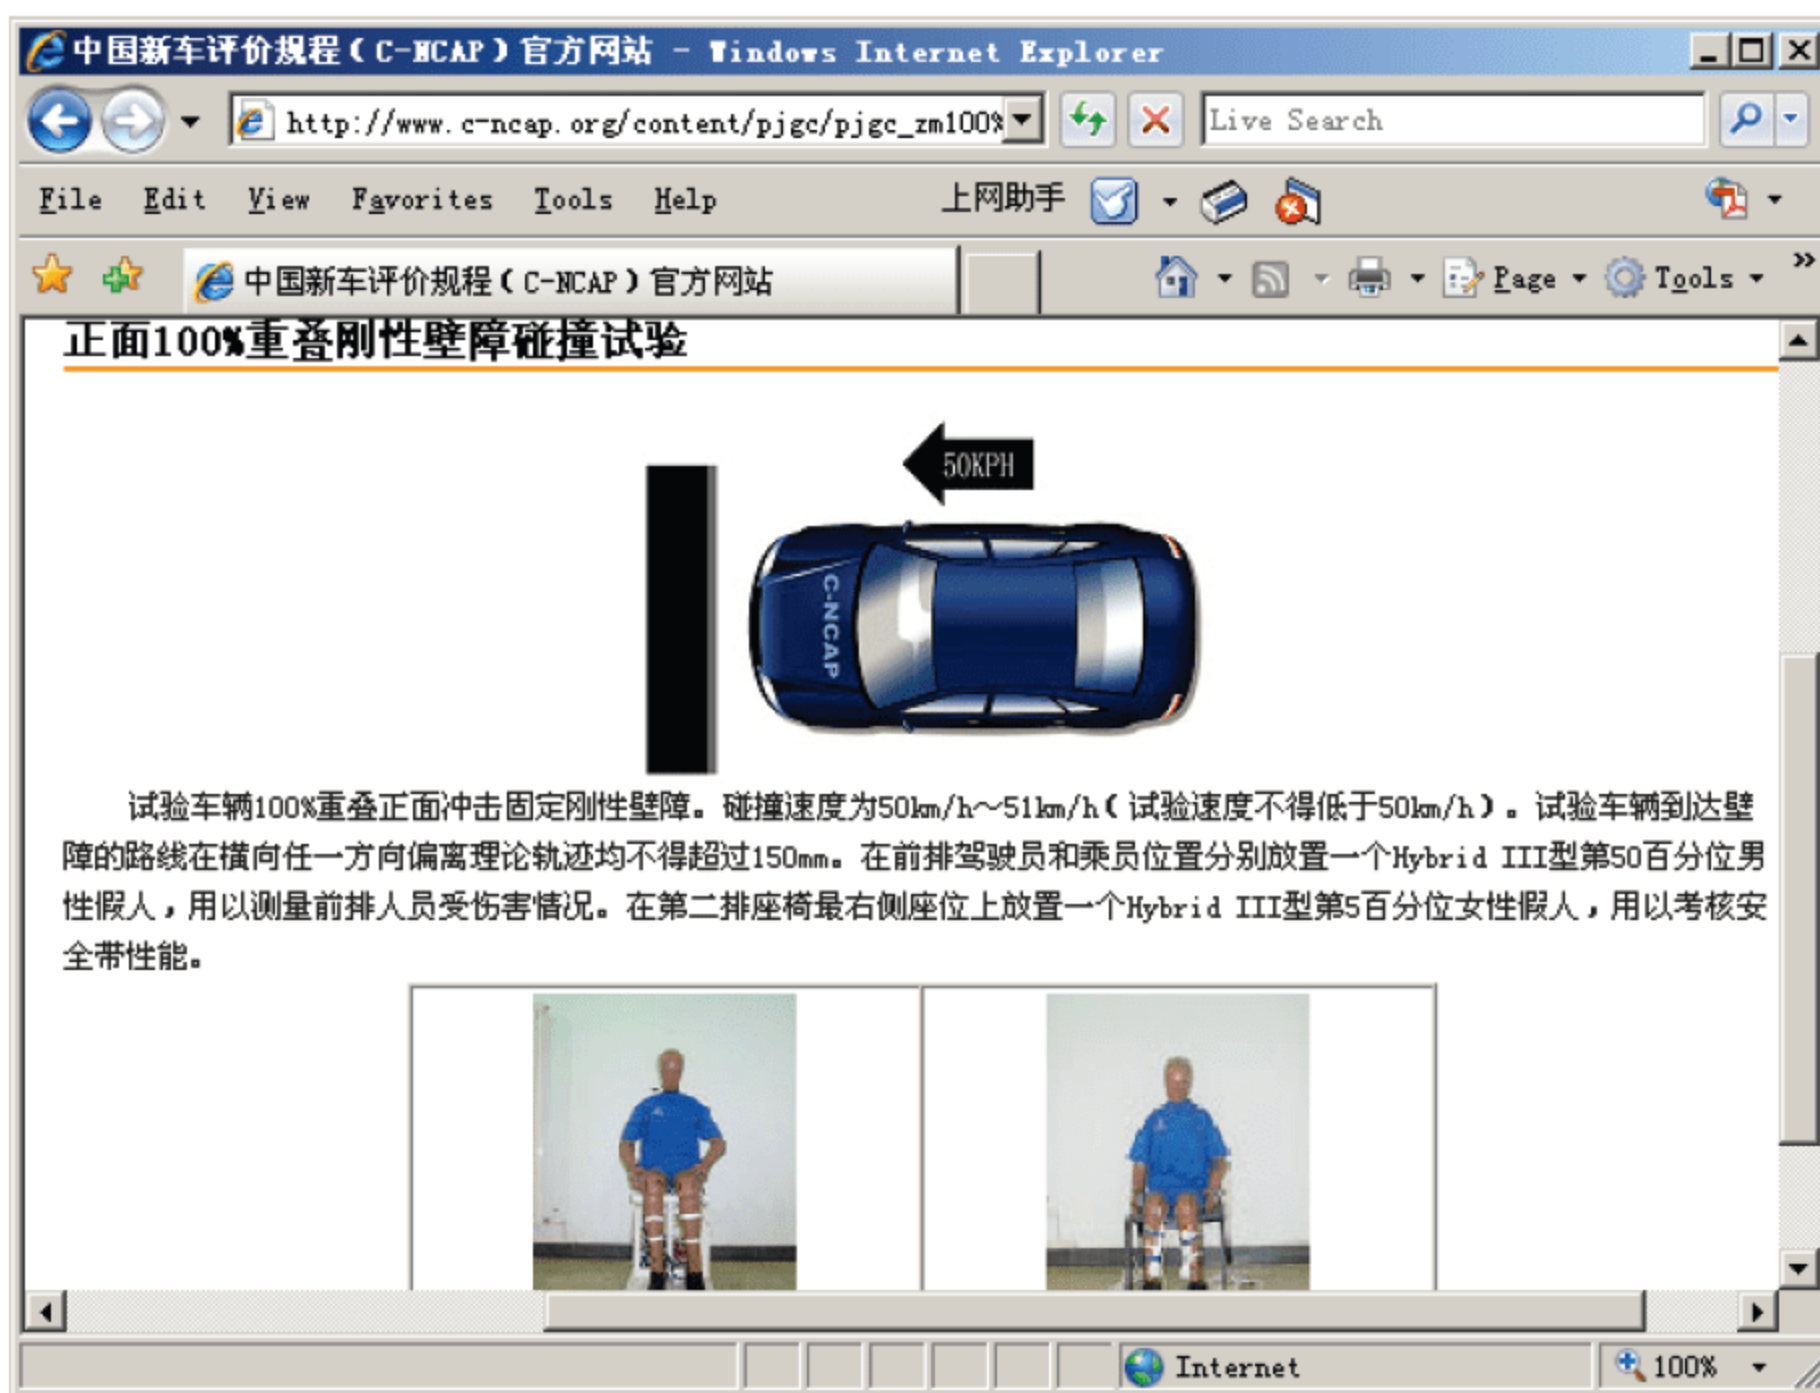 中国新车评价规程(C-NCAP)官方网站 - Windows Internet Explorer
http://www.c-ncap.org/content/pjgc/pjgc_zm100%
Live Search
File Edit View Favorites Tools Help 上网助手
中国新车评价规程(C-NCAP)官方网站
Page Tools »
正面100%重叠刚性壁障碰撞试验
50KPH
C-NCAP
试验车辆100%重叠正面冲击固定刚性壁障。碰撞速度为50km/h～51km/h(试验速度不得低于50km/h)。试验车辆到达壁
障的路线在横向任一方向偏离理论轨迹均不得超过150mm。在前排驾驶员和乘员位置分别放置一个Hybrid III型第50百分位男
性假人，用以测量前排人员受伤害情况。在第二排座椅最右侧座位上放置一个Hybrid III型第5百分位女性假人，用以考核安
全带性能。
Internet
100%